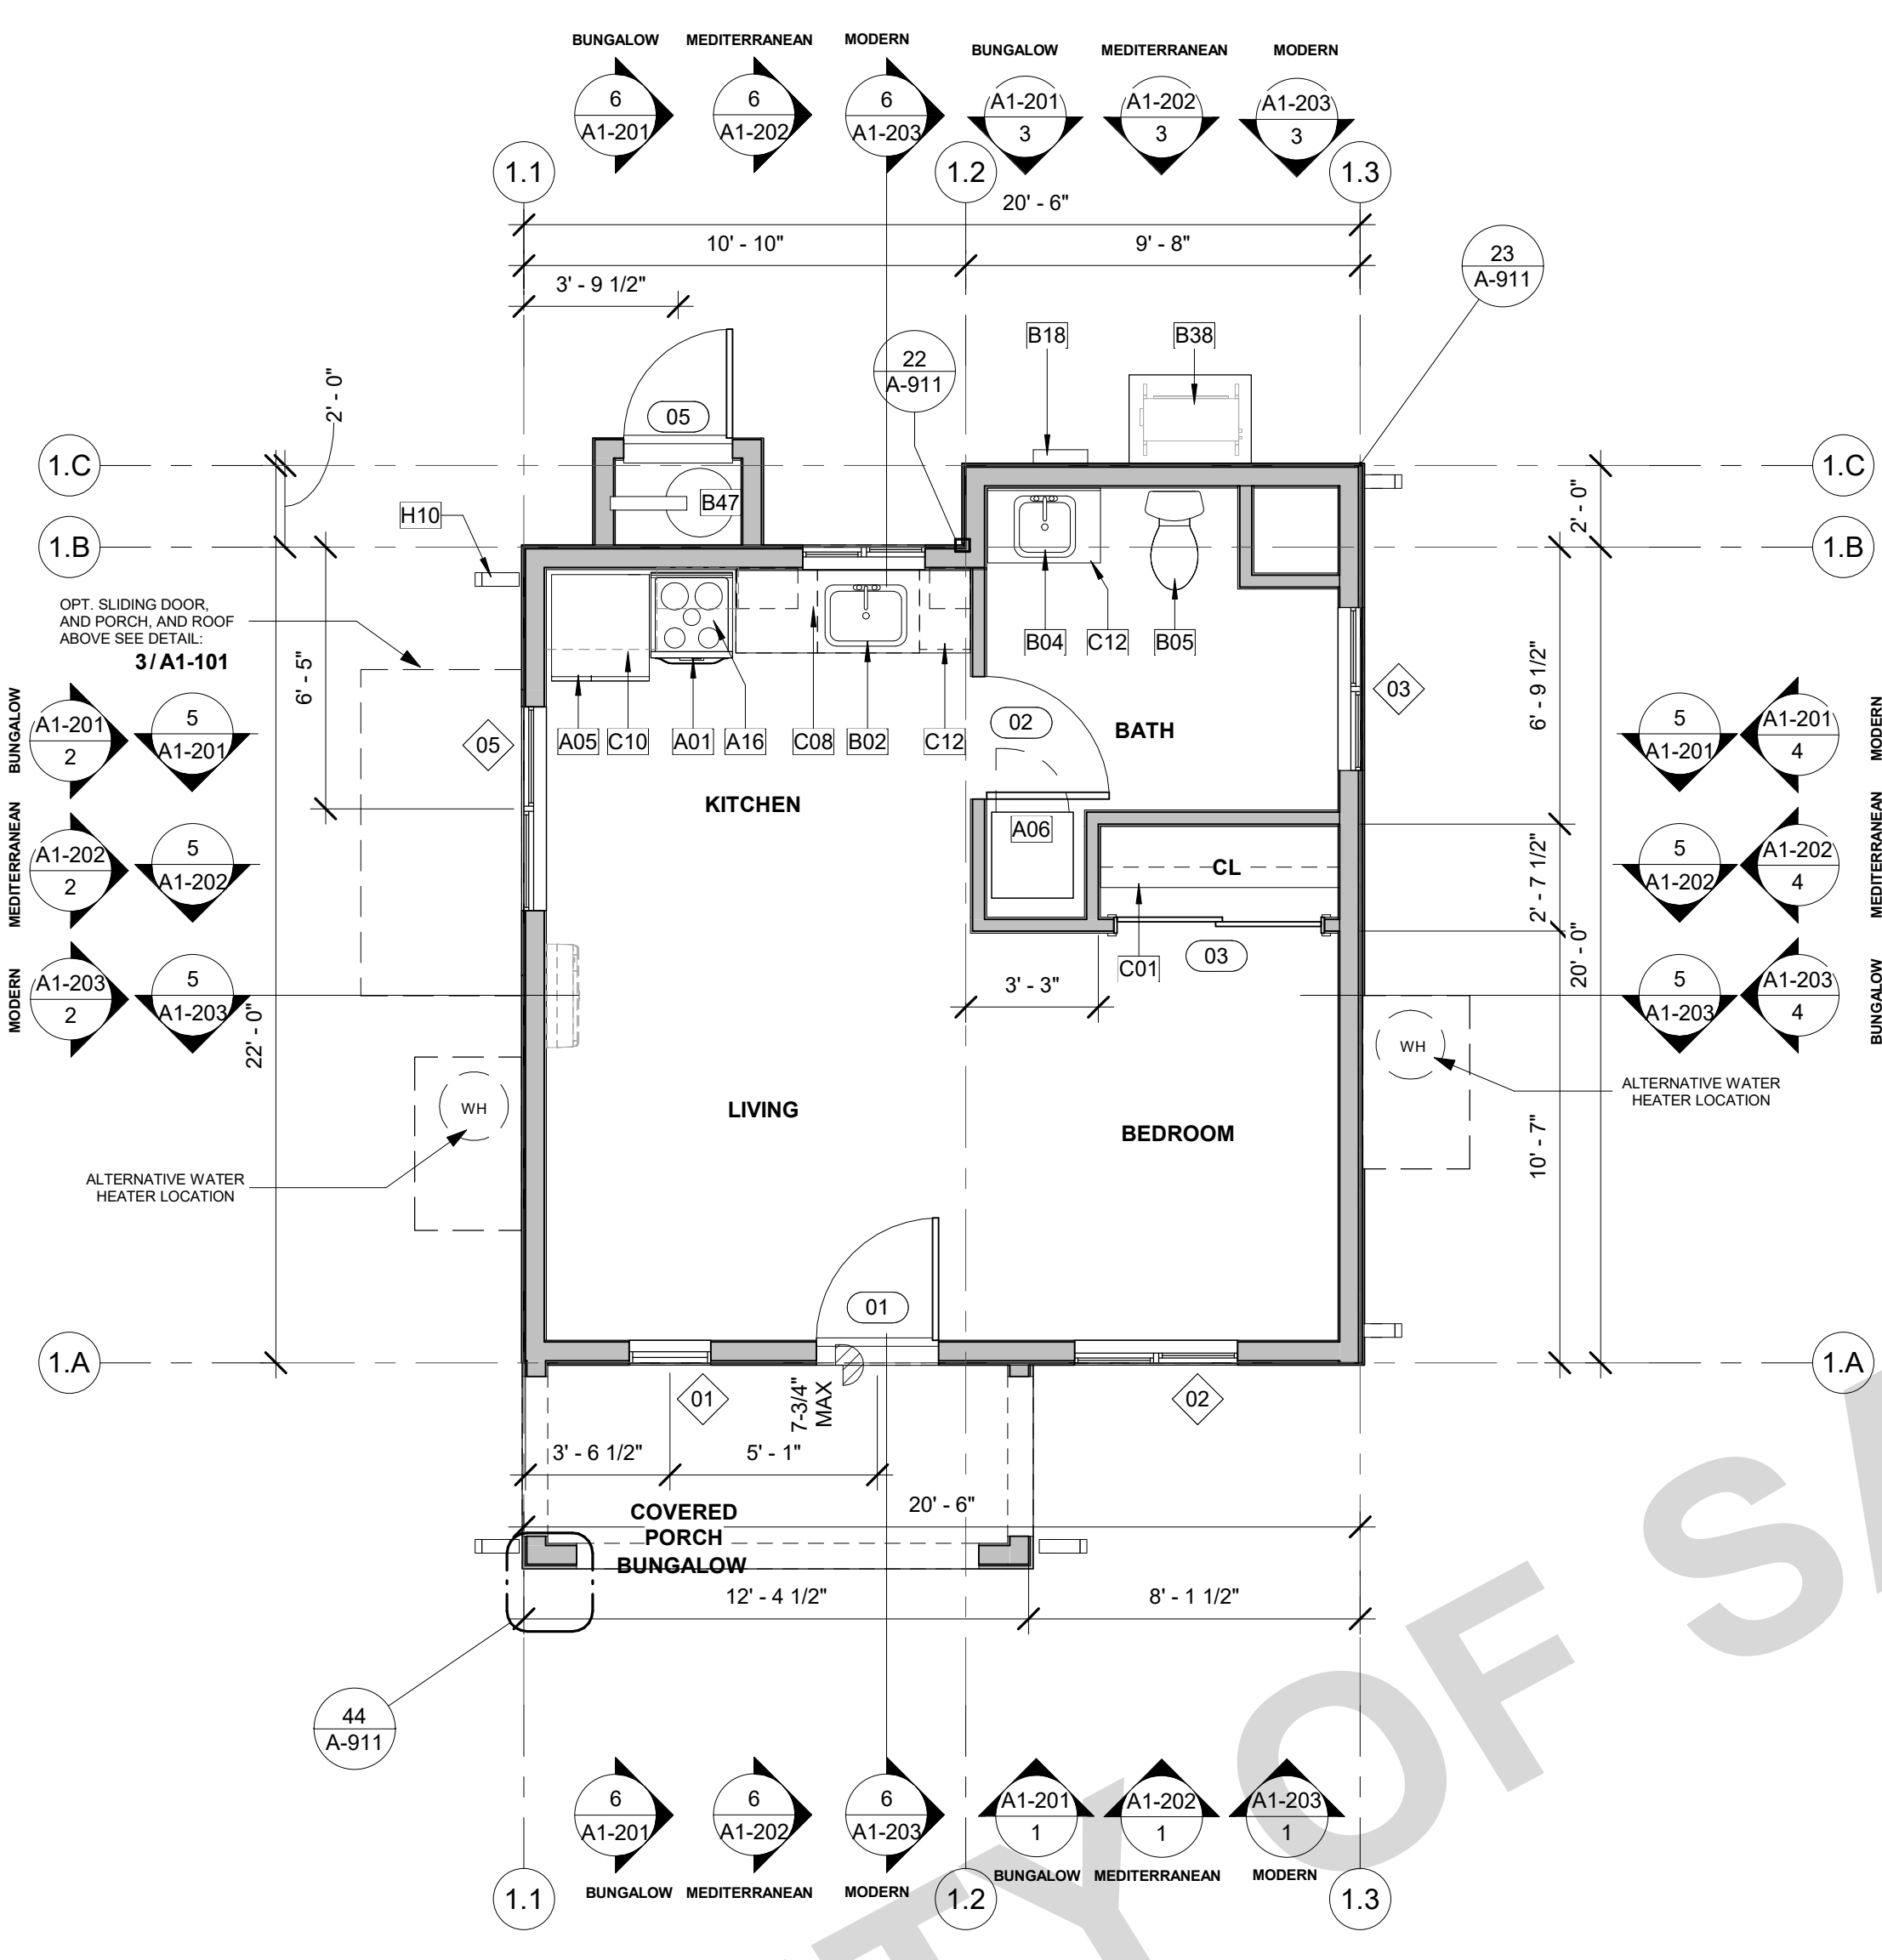 BUNGALOW MEDITERRANEAN MODERN BUNGALOW MEDITERRANEAN MODERN
6 6 6 A1-201 A1-202 A1-203
A1-201 A1-202 A1-203 3 3 3
1.1 1.2 1.3
20' - 6"
10' - 10" 9' - 8"
3' - 9 1/2"
23
A-911
B18 B38
22
A-911
2' - 0"
05
1.C 1.C
B47
H10
2' - 0"
1.B 1.B
OPT. SLIDING DOOR,
AND PORCH, AND ROOF
ABOVE SEE DETAIL:
3 / A1-101
B04 C12 B05
6' - 5"
6' - 9 1/2"
03
BUNGALOW
A1-201
2
5
A1-201
05
A05 C10 A01 A16 C08 B02 C12
02
BATH
5
A1-201
A1-201
4
MODERN
KITCHEN
MEDITERRANEAN
A1-202
2
5
A1-202
A06
CL
2' - 7 1/2"
5
A1-202
A1-202
4
MEDITERRANEAN
C01
03
20' - 0"
MODERN
A1-203
2
5
A1-203
3' - 3"
5
A1-203
A1-203
4
BUNGALOW
22' - 0"
WH
ALTERNATIVE WATER
HEATER LOCATION
WH
LIVING
BEDROOM
10' - 7"
ALTERNATIVE WATER
HEATER LOCATION
01
1.A 1.A
01
7-3/4"
MAX
02
3' - 6 1/2" 5' - 1"
20' - 6"
COVERED
PORCH
BUNGALOW
12' - 4 1/2" 8' - 1 1/2"
44
A-911
6 6 6 A1-201 A1-202 A1-203
A1-201 A1-202 A1-203 1 1 1
BUNGALOW MEDITERRANEAN MODERN BUNGALOW MEDITERRANEAN MODERN
1.1 1.2 1.3
TY OF SA